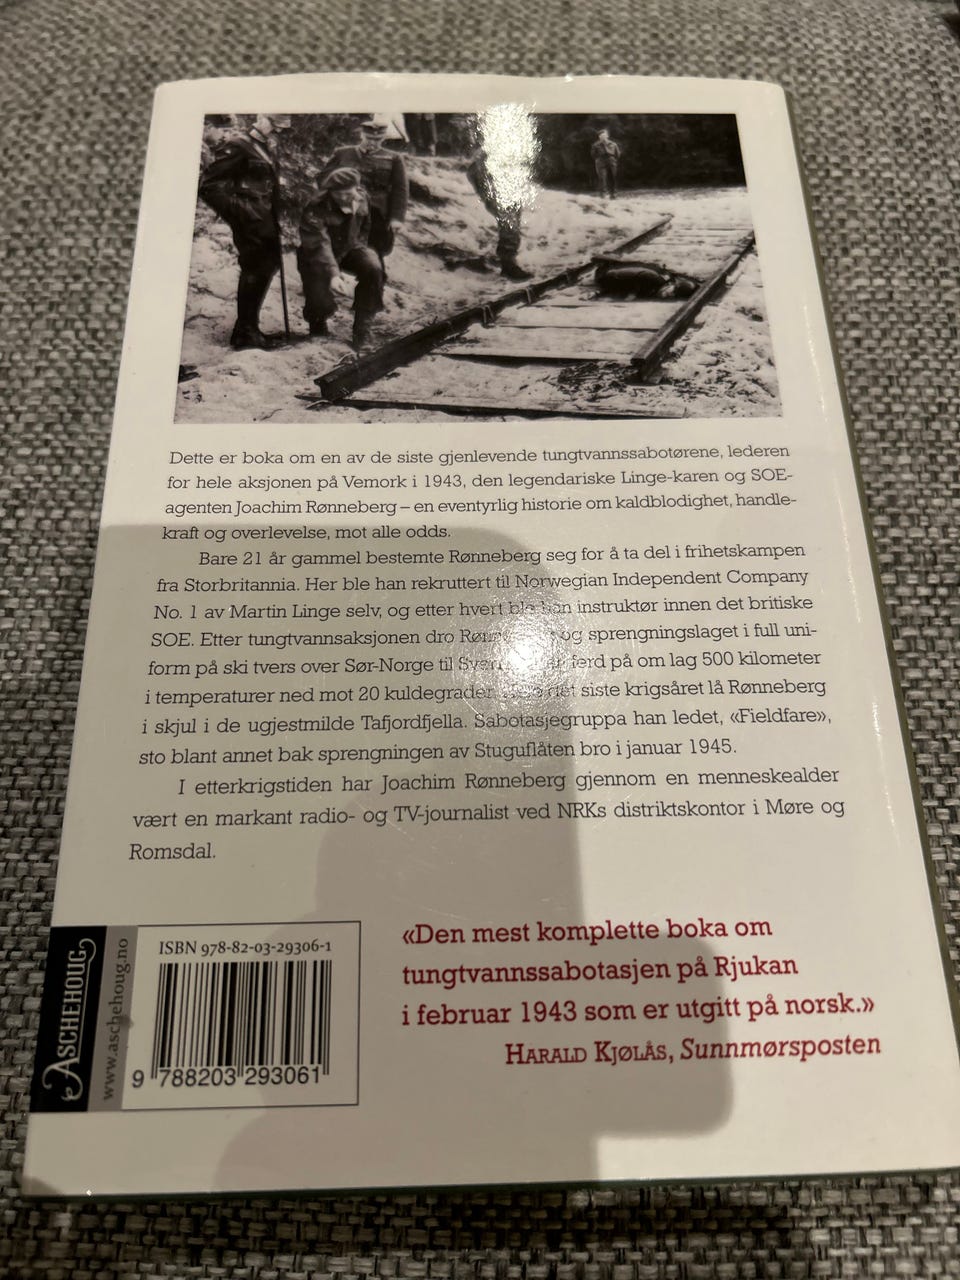 Dette er boka om en av de siste gjenlevende tungtvannssabotørene, lederen
for hele aksjonen på Vemork i 1943, den legendariske Linge-karen og SOE-
agenten Joachim Rønneberg – en eventyrlig historie om kaldblodighet, handle-
kraft og overlevelse, mot alle odds.
Bare 21 år gammel bestemte Rønneberg seg for å ta del i frihetskampen
fra Storbritannia. Her ble han rekruttert til Norwegian Independent Company
No. 1 av Martin Linge selv, og etter hvert ble han instruktør innen det britiske
SOE. Etter tungtvannsaksjonen dro og sprengningslaget i full uni-
form på ski tvers over Sør-Norge til ferd på om lag 500 kilometer
i temperaturer ned mot 20 kuldegrader. det siste krigsåret lå Rønneberg
i skjul i de ugjestmilde Tafjordfjella. Sabotasjegruppa han ledet, «Fieldfare»,
sto blant annet bak sprengningen av Stuguflåten bro i januar 1945.
I etterkrigstiden har Joachim Rønneberg gjennom en menneskealder
vært en markant radio- og TV-journalist ved NRKs distriktskontor i Møre og
Romsdal.
ASCHEHOUG
www.aschehoug.no
ISBN 978-82-03-29306-1
9 788203 293061
«Den mest komplette boka om
tungtvannssabotasjen på Rjukan
i februar 1943 som er utgitt på norsk.»
HARALD KJØLÅS, Sunnmørsposten